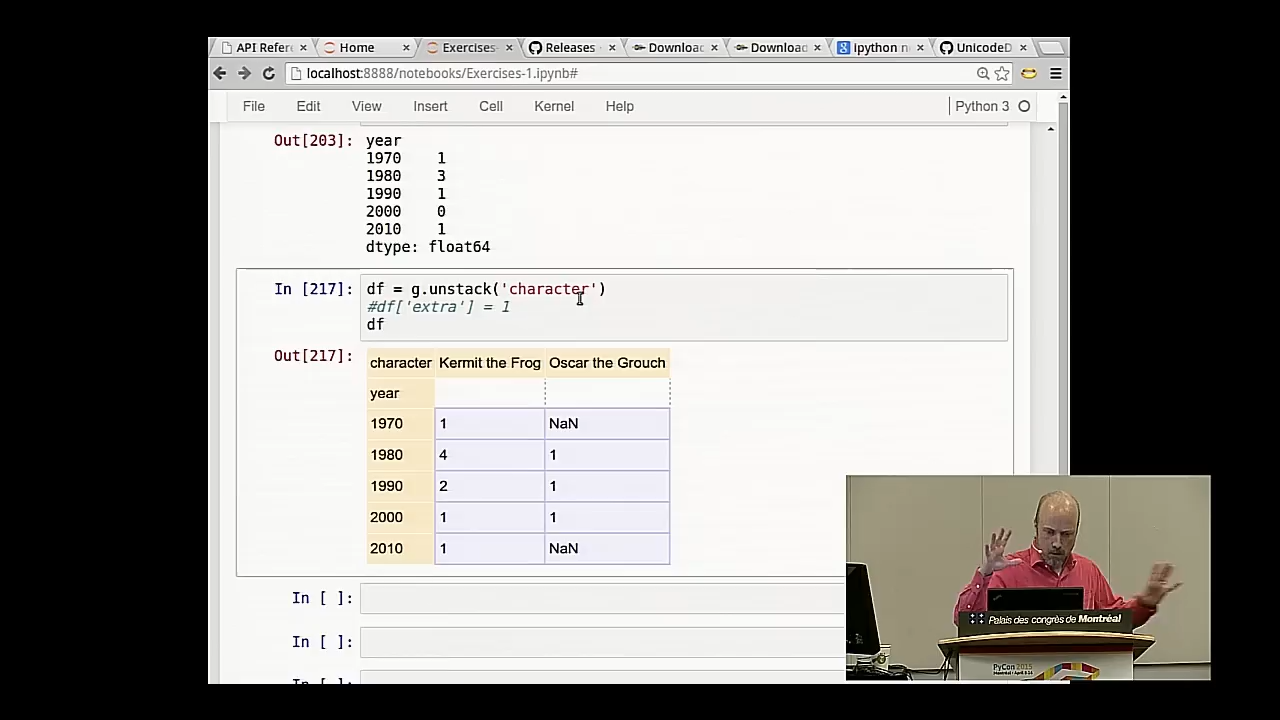 API Refere
Home
Exercises-
Releases ·
Download
Download
ipython n
UnicodeD
localhost:8888/notebooks/Exercises-1.ipynb#
File Edit View Insert Cell Kernel Help Python 3
Out[203]: year
1970 1
1980 3
1990 1
2000 0
2010 1
dtype: float64
In [217]: df = g.unstack('character')
#df['extra'] = 1
df
Out[217]:
character Kermit the Frog Oscar the Grouch
year
1970 1 NaN
1980 4 1
1990 2 1
2000 1 1
2010 1 NaN
In [ ]:
In [ ]:
In [ ]:
Palais des congrès de Montréal
PyCon 2015